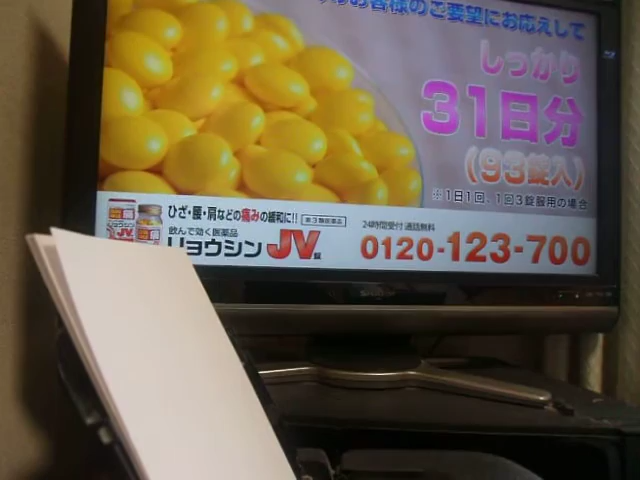 お客様のご要望にお応えして
しっかり
31日分
(93錠入)
※1日1回、1回3錠服用の場合
ひざ・腰・肩などの痛みの緩和に!! 第3類医薬品
飲んで効く医薬品
リョウシンJV錠
24時間受付 通話無料
0120-123-700
SHARP